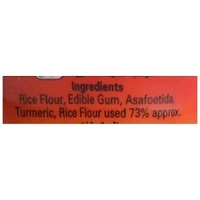 Ingredients
Rice Flour, Edible Gum, Asafoetida,
Turmeric, Rice Flour used 73% approx.